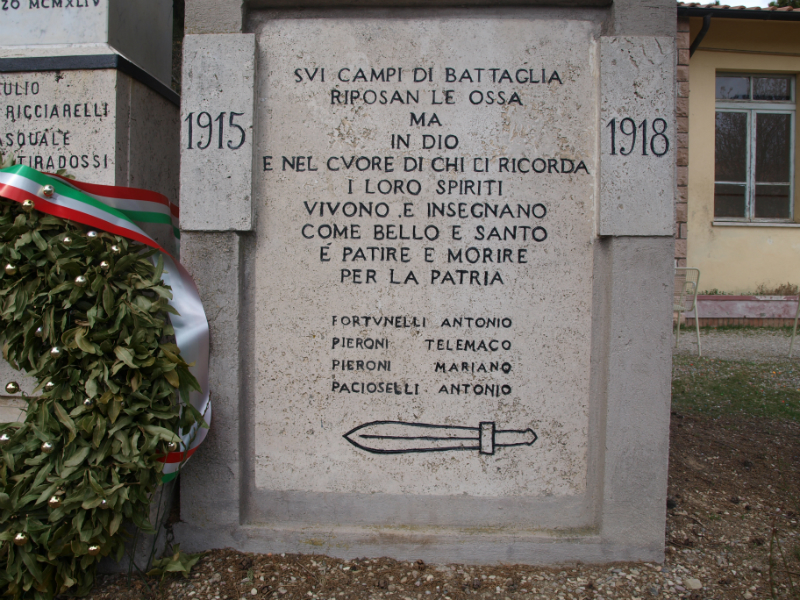 ZO MCMXLIV
RICCIARELLI
TIRADOSSI
1915
SVI CAMPI DI BATTAGLIA
RIPOSAN LE OSSA
MA
IN DIO
E NEL CVORE DI CHI LI RICORDA
I LORO SPIRITI
VIVONO E INSEGNANO
COME BELLO E SANTO
É PATIRE E MORIRE
PER LA PATRIA
FORTVNELLI ANTONIO
PIERONI TELEMACO
PIERONI MARIANO
PACIOSELLI ANTONIO
1918